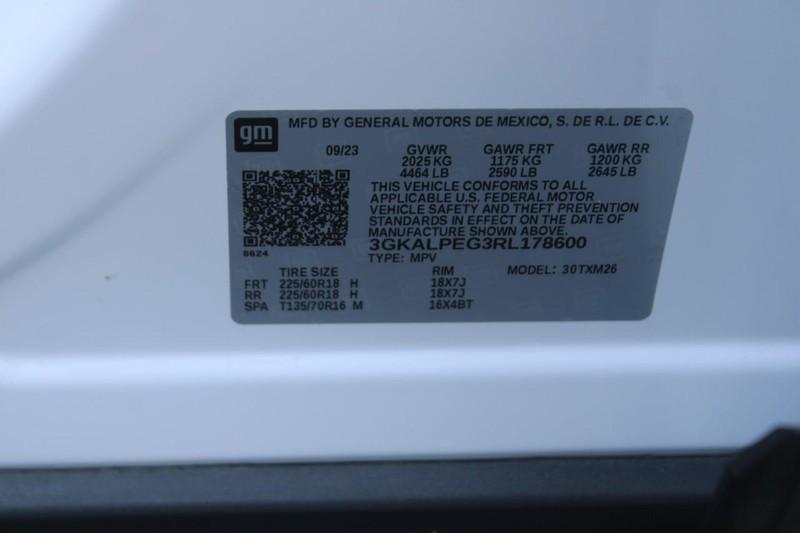 gm MFD BY GENERAL MOTORS DE MEXICO, S. DE R.L. DE C.V.
09/23 GVWR GAWR FRT GAWR RR
2025 KG 1175 KG 1200 KG
4464 LB 2590 LB 2645 LB
THIS VEHICLE CONFORMS TO ALL
APPLICABLE U.S. FEDERAL MOTOR
VEHICLE SAFETY AND THEFT PREVENTION
STANDARDS IN EFFECT ON THE DATE OF
MANUFACTURE SHOWN ABOVE.
3GKALPEG3RL178600
8624
TYPE: MPV
TIRE SIZE RIM MODEL: 30TXM26
FRT 225/60R18 H 18X7J
RR 225/60R18 H 18X7J
SPA T135/70R16 M 16X4BT